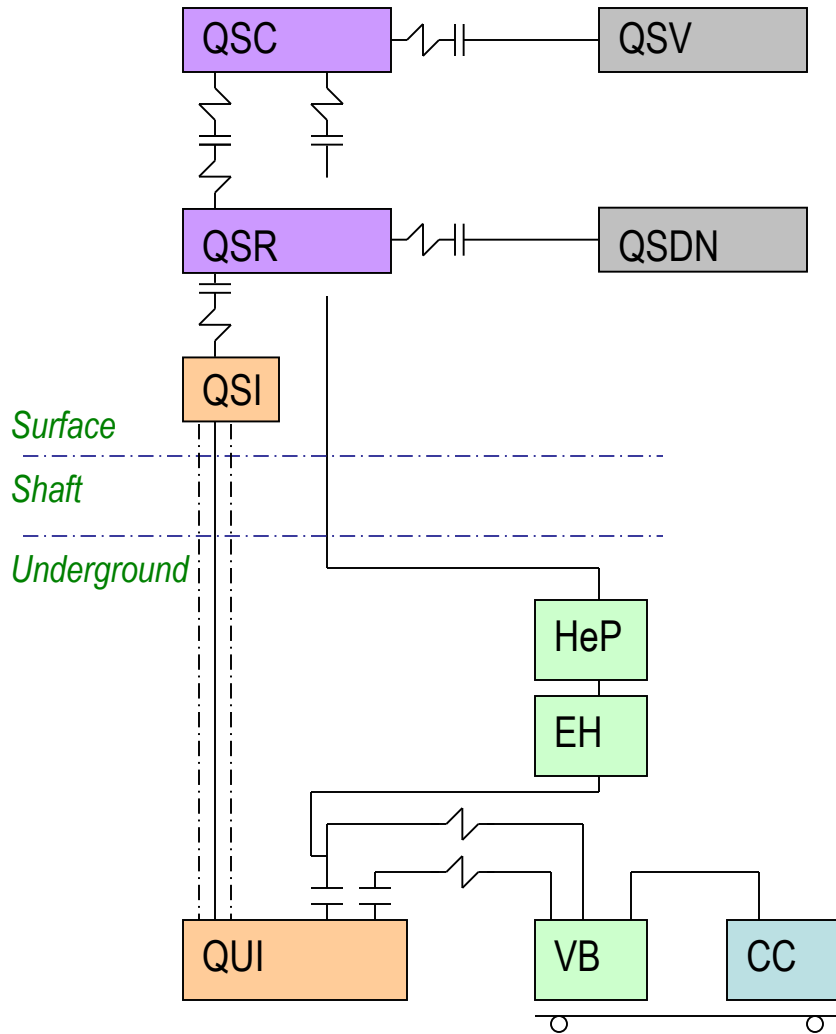 QSC
QSV
QSR
QSDN
QSI
Surface
Shaft
Underground
HeP
EH
QUI
VB
CC